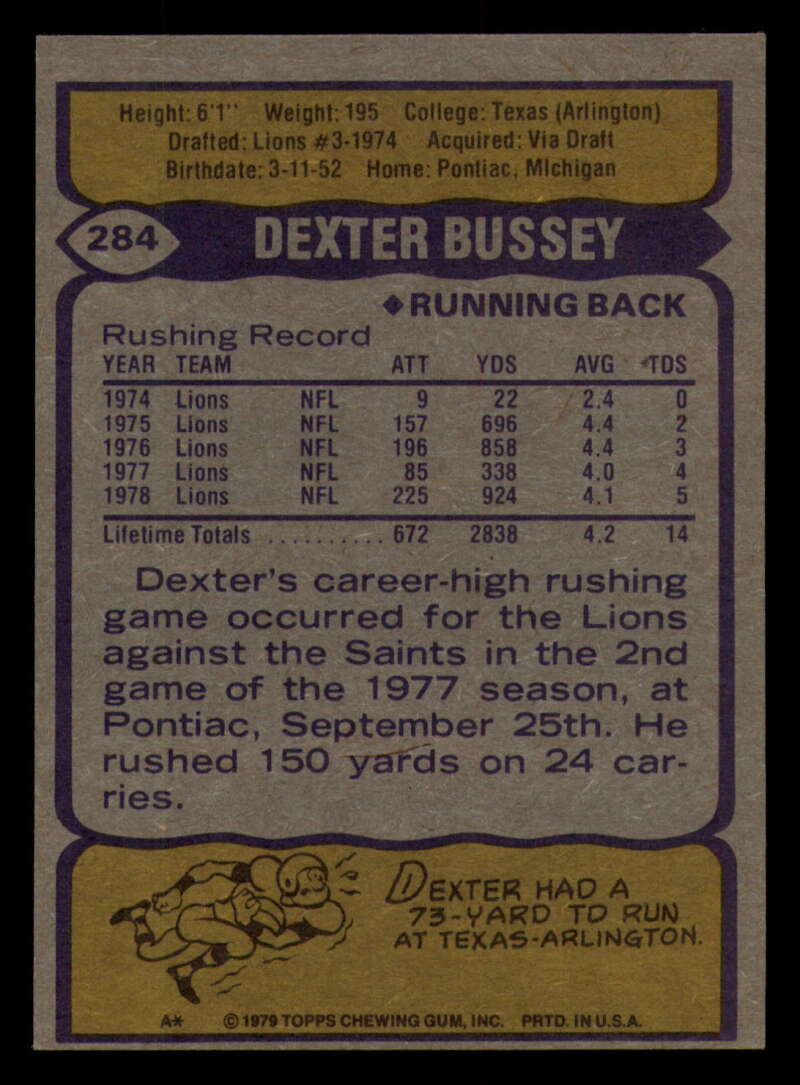 Height: 6'1" Weight: 195 College: Texas (Arlington)
Drafted: Lions #3-1974 Acquired: Via Draft
Birthdate: 3-11-52 Home: Pontiac, Michigan
284 DEXTER BUSSEY
◆ RUNNING BACK
Rushing Record
YEAR TEAM ATT YDS AVG TDS
1974 Lions NFL 9 22 2.4 0
1975 Lions NFL 157 696 4.4 2
1976 Lions NFL 196 858 4.4 3
1977 Lions NFL 85 338 4.0 4
1978 Lions NFL 225 924 4.1 5
Lifetime Totals .......... 672 2838 4.2 14
Dexter's career-high rushing
game occurred for the Lions
against the Saints in the 2nd
game of the 1977 season, at
Pontiac, September 25th. He
rushed 150 yards on 24 car-
ries.
DEXTER HAD A
73-YARD TD RUN
AT TEXAS-ARLINGTON.
A* © 1979 TOPPS CHEWING GUM, INC. PRTD. IN U.S.A.